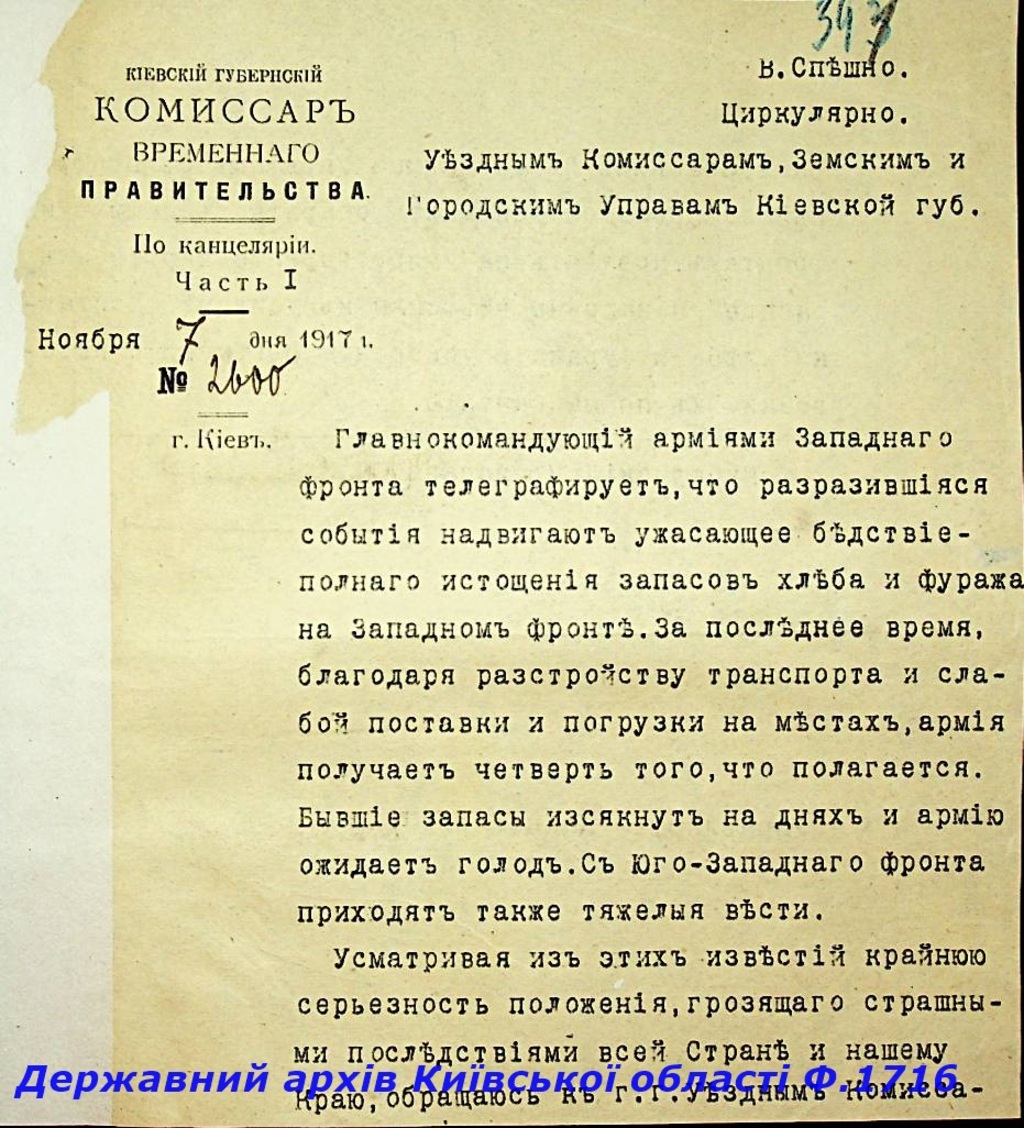 343
КІЕВСКІЙ ГУБЕРНСКІЙ
КОМИССАРЪ
ВРЕМЕННАГО
ПРАВИТЕЛЬСТВА.
По канцеляріи.
Часть I
Ноября 7 дня 1917 г.
№ 2600
г. Кіевъ.
В.Спѣшно.
Циркулярно.
Уѣзднымъ Комиссарамъ,Земскимъ и
Городскимъ Управамъ Кіевской губ.
Главнокомандующій арміями Западнаго
фронта телеграфируетъ,что разразившіяся
событія надвигаютъ ужасающее бѣдствіе-
полнаго истощенія запасовъ хлѣба и фуража
на Западномъ фронтѣ.За послѣднее время,
благодаря разстройству транспорта и сла-
бой поставки и погрузки на мѣстахъ,армія
получаетъ четверть того,что полагается.
Бывшіе запасы изсякнутъ на дняхъ и армію
ожидаетъ голодъ.Съ Юго-Западнаго фронта
приходятъ также тяжелыя вѣсти.
Усматривая изъ этихъ извѣстій крайнюю
серьезность положенія,грозящаго страшны-
ми послѣдствіями всей Странѣ и нашему
Краю,обращаюсь къ г.г.Уѣзднымъ Комисса-
Державний архів Київської області Ф.1716